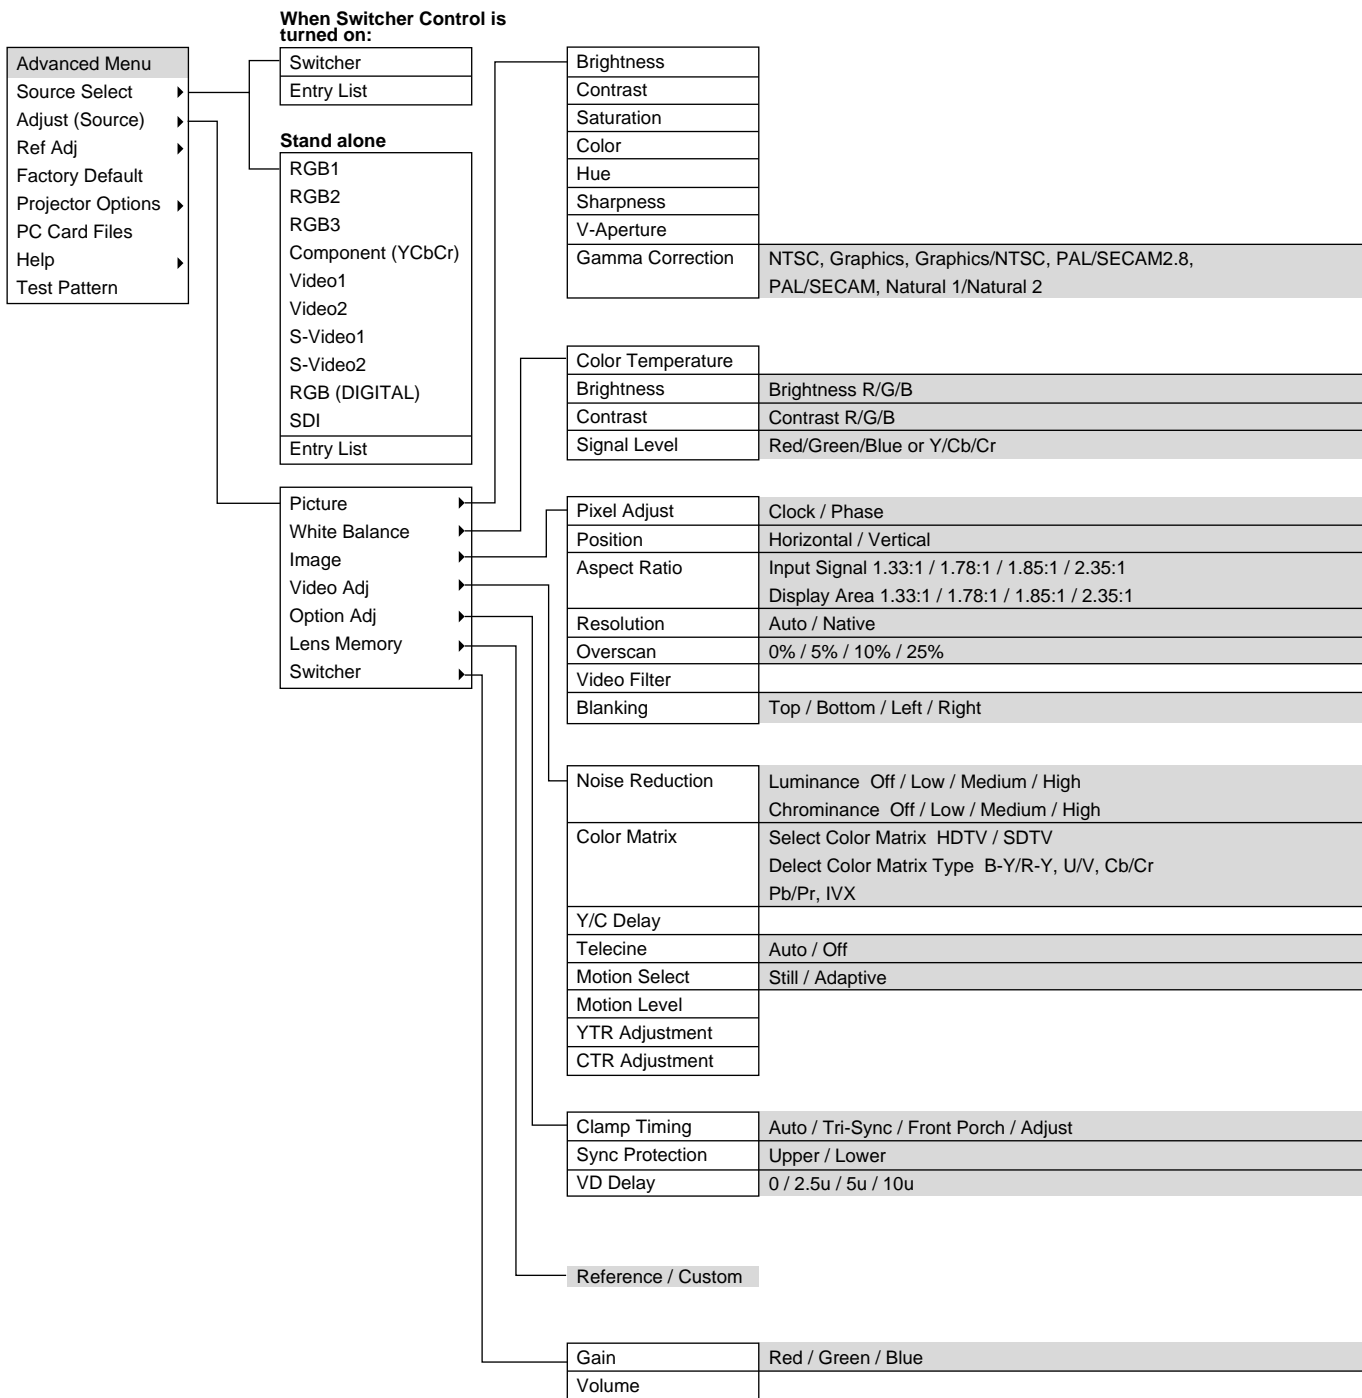 When Switcher Control is
turned on:
Advanced Menu
Source Select
Adjust (Source)
Ref Adj
Factory Default
Projector Options
PC Card Files
Help
Test Pattern
Switcher
Entry List
Stand alone
RGB1
RGB2
RGB3
Component (YCbCr)
Video1
Video2
S-Video1
S-Video2
RGB (DIGITAL)
SDI
Entry List
Picture
White Balance
Image
Video Adj
Option Adj
Lens Memory
Switcher
Brightness
Contrast
Saturation
Color
Hue
Sharpness
V-Aperture
Gamma Correction NTSC, Graphics, Graphics/NTSC, PAL/SECAM2.8,
PAL/SECAM, Natural 1/Natural 2
Color Temperature
Brightness Brightness R/G/B
Contrast Contrast R/G/B
Signal Level Red/Green/Blue or Y/Cb/Cr
Pixel Adjust Clock / Phase
Position Horizontal / Vertical
Aspect Ratio Input Signal 1.33:1 / 1.78:1 / 1.85:1 / 2.35:1
Display Area 1.33:1 / 1.78:1 / 1.85:1 / 2.35:1
Resolution Auto / Native
Overscan 0% / 5% / 10% / 25%
Video Filter
Blanking Top / Bottom / Left / Right
Noise Reduction Luminance Off / Low / Medium / High
Chrominance Off / Low / Medium / High
Color Matrix Select Color Matrix HDTV / SDTV
Delect Color Matrix Type B-Y/R-Y, U/V, Cb/Cr
Pb/Pr, IVX
Y/C Delay
Telecine Auto / Off
Motion Select Still / Adaptive
Motion Level
YTR Adjustment
CTR Adjustment
Clamp Timing Auto / Tri-Sync / Front Porch / Adjust
Sync Protection Upper / Lower
VD Delay 0 / 2.5u / 5u / 10u
Reference / Custom
Gain Red / Green / Blue
Volume